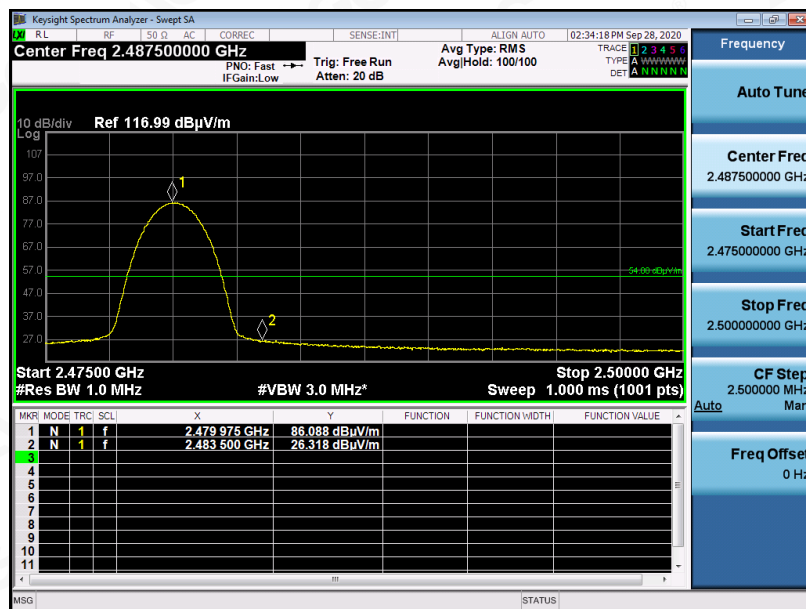 Keysight Spectrum Analyzer - Swept SA
LXI RL RF 50 Ω AC CORREC SENSE:INT ALIGN AUTO 02:34:18 PM Sep 28, 2020
Center Freq 2.487500000 GHz
PNO: Fast
IFGain:Low
Trig: Free Run
Atten: 20 dB
Avg Type: RMS
Avg|Hold: 100/100
TRACE 1 2 3 4 5 6
TYPE A WWWWW
DET A N N N N N
Frequency
Auto Tune
Center Freq
2.487500000 GHz
Start Freq
2.475000000 GHz
Stop Freq
2.500000000 GHz
CF Step
2.500000 MHz
Auto Man
Freq Offset
0 Hz
10 dB/div Ref 116.99 dBµV/m
Log
107
97.0
87.0
77.0
67.0
57.0
47.0
37.0
27.0
1
2
54.00 dBµV/m
Start 2.47500 GHz Stop 2.50000 GHz
#Res BW 1.0 MHz #VBW 3.0 MHz* Sweep 1.000 ms (1001 pts)
MKR MODE TRC SCL X Y FUNCTION FUNCTION WIDTH FUNCTION VALUE
1 N 1 f 2.479 975 GHz 86.088 dBµV/m
2 N 1 f 2.483 500 GHz 26.318 dBµV/m
3
4
5
6
7
8
9
10
11
MSG STATUS